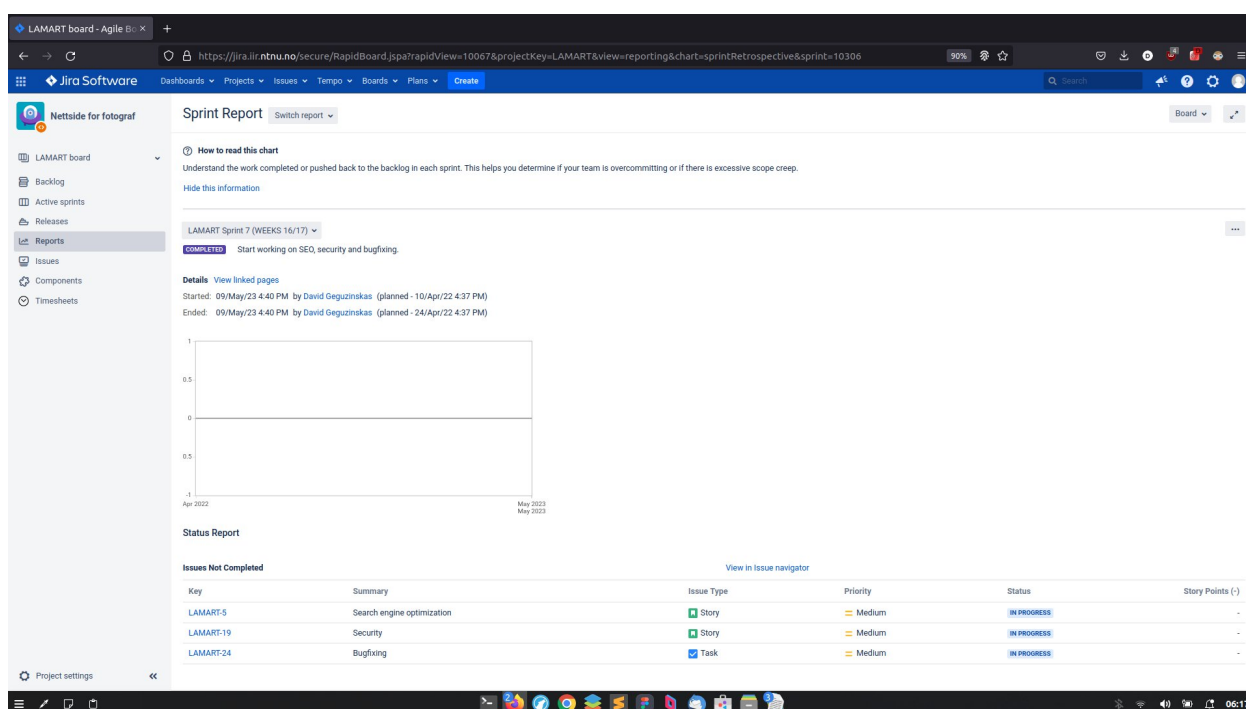 LAMART board - Agile Bo
https://jira.iir.ntnu.no/secure/RapidBoard.jspa?rapidView=10067&projectKey=LAMART&view=reporting&chart=sprintRetrospective&sprint=10306
90%
Jira Software
Dashboards Projects Issues Tempo Boards Plans Create
Search
Nettside for fotograf
Sprint Report Switch report
Board
LAMART board
Backlog
Active sprints
Releases
Reports
Issues
Components
Timesheets
How to read this chart
Understand the work completed or pushed back to the backlog in each sprint. This helps you determine if your team is overcommitting or if there is excessive scope creep.
Hide this information
LAMART Sprint 7 (WEEKS 16/17)
COMPLETED Start working on SEO, security and bugfixing.
Details View linked pages
Started: 09/May/23 4:40 PM by David Geguzinskas (planned - 10/Apr/22 4:37 PM)
Ended: 09/May/23 4:40 PM by David Geguzinskas (planned - 24/Apr/22 4:37 PM)
1
0.5
0
0.5
-1
Apr 2022 May 2023
May 2023
Status Report
Issues Not Completed View in Issue navigator
Key Summary Issue Type Priority Status Story Points (-)
LAMART-5 Search engine optimization Story Medium IN PROGRESS -
LAMART-19 Security Story Medium IN PROGRESS -
LAMART-24 Bugfixing Task Medium IN PROGRESS -
Project settings